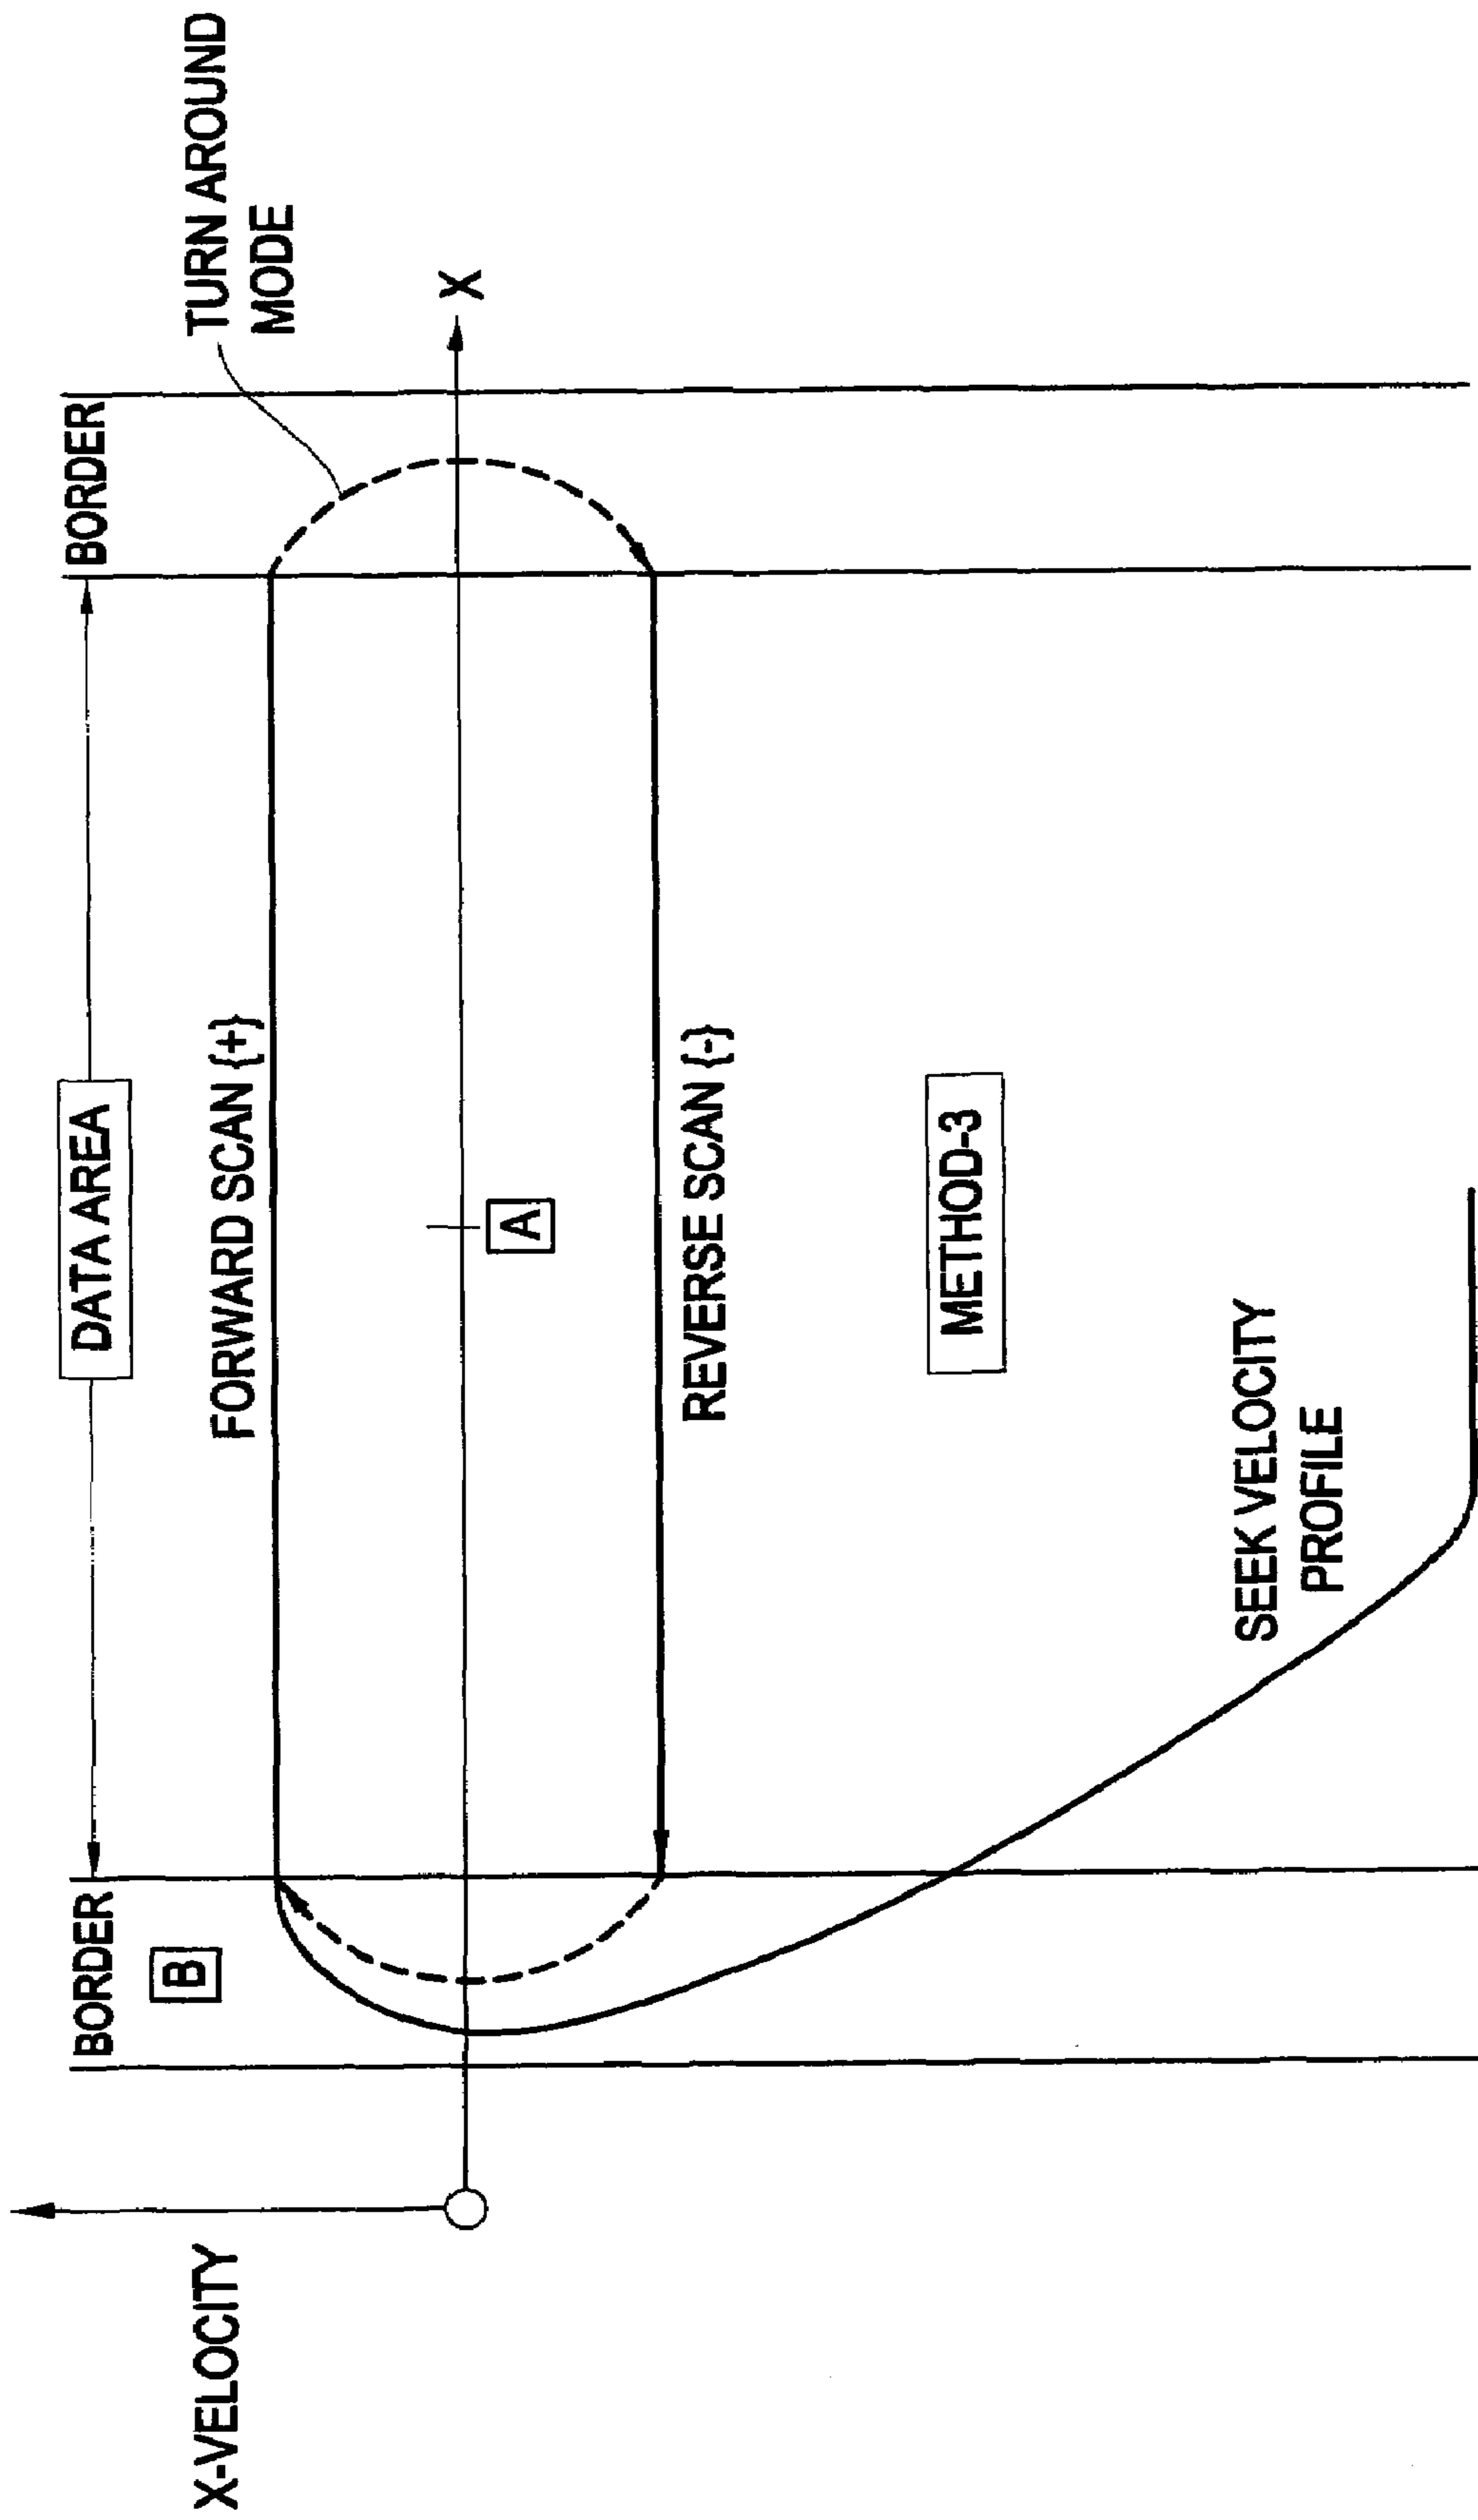 X-VELOCITY
BORDER
DATA AREA
BORDER
B
TURN AROUND
MODE
FORWARD SCAN {+}
X
A
REVERSE SCAN {-}
METHOD-3
SEEK VELOCITY
PROFILE